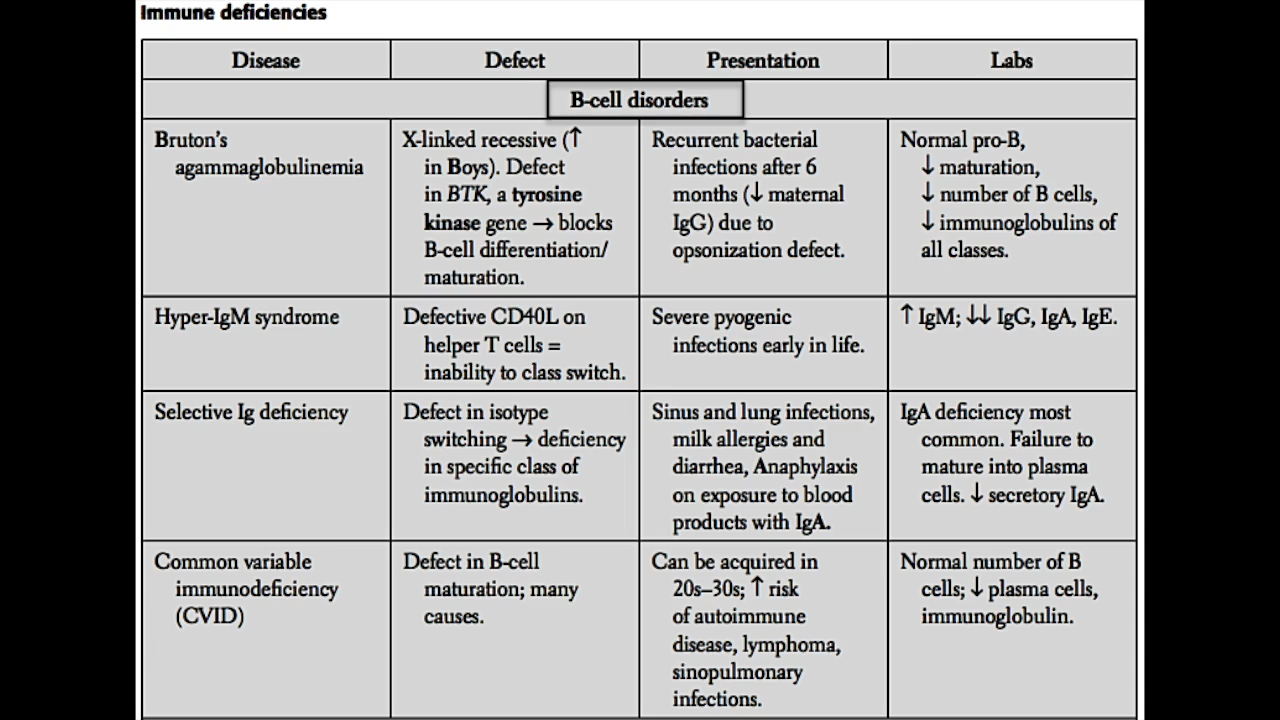 Immune deficiencies
Disease
Defect
Presentation
Labs
B-cell disorders
Bruton's
agammaglobulinemia
X-linked recessive (↑
in Boys). Defect
in BTK, a tyrosine
kinase gene → blocks
B-cell differentiation/
maturation.
Recurrent bacterial
infections after 6
months (↓ maternal
IgG) due to
opsonization defect.
Normal pro-B,
↓ maturation,
↓ number of B cells,
↓ immunoglobulins of
all classes.
Hyper-IgM syndrome
Defective CD40L on
helper T cells =
inability to class switch.
Severe pyogenic
infections early in life.
↑ IgM; ↓↓ IgG, IgA, IgE.
Selective Ig deficiency
Defect in isotype
switching → deficiency
in specific class of
immunoglobulins.
Sinus and lung infections,
milk allergies and
diarrhea, Anaphylaxis
on exposure to blood
products with IgA.
IgA deficiency most
common. Failure to
mature into plasma
cells. ↓ secretory IgA.
Common variable
immunodeficiency
(CVID)
Defect in B-cell
maturation; many
causes.
Can be acquired in
20s–30s; ↑ risk
of autoimmune
disease, lymphoma,
sinopulmonary
infections.
Normal number of B
cells; ↓ plasma cells,
immunoglobulin.